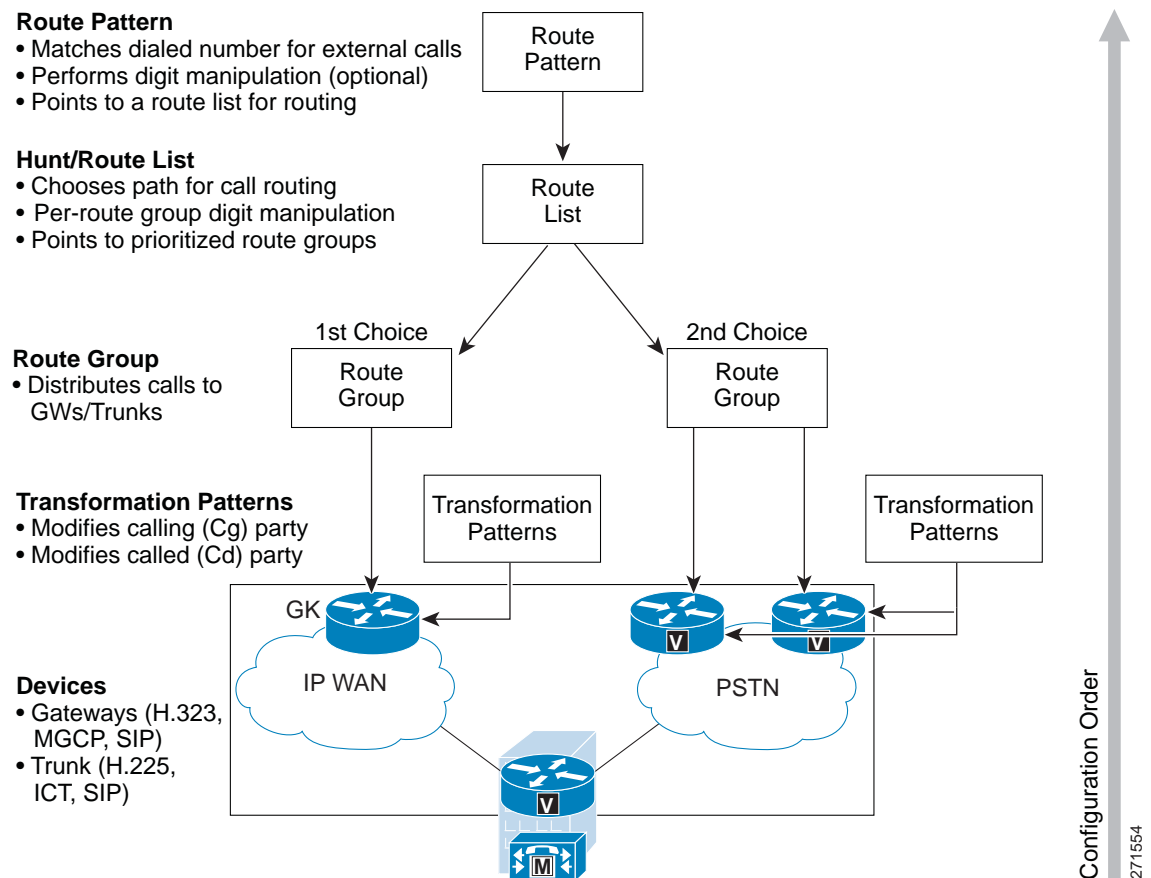 Route Pattern
• Matches dialed number for external calls
• Performs digit manipulation (optional)
• Points to a route list for routing
Route
Pattern
Hunt/Route List
• Chooses path for call routing
• Per-route group digit manipulation
• Points to prioritized route groups
Route
List
1st Choice
2nd Choice
Route Group
• Distributes calls to
GWs/Trunks
Route
Group
Route
Group
Transformation Patterns
• Modifies calling (Cg) party
• Modifies called (Cd) party
Transformation
Patterns
Transformation
Patterns
GK
V
V
IP WAN
PSTN
Devices
• Gateways (H.323,
MGCP, SIP)
• Trunk (H.225,
ICT, SIP)
V
M
Configuration Order
271554